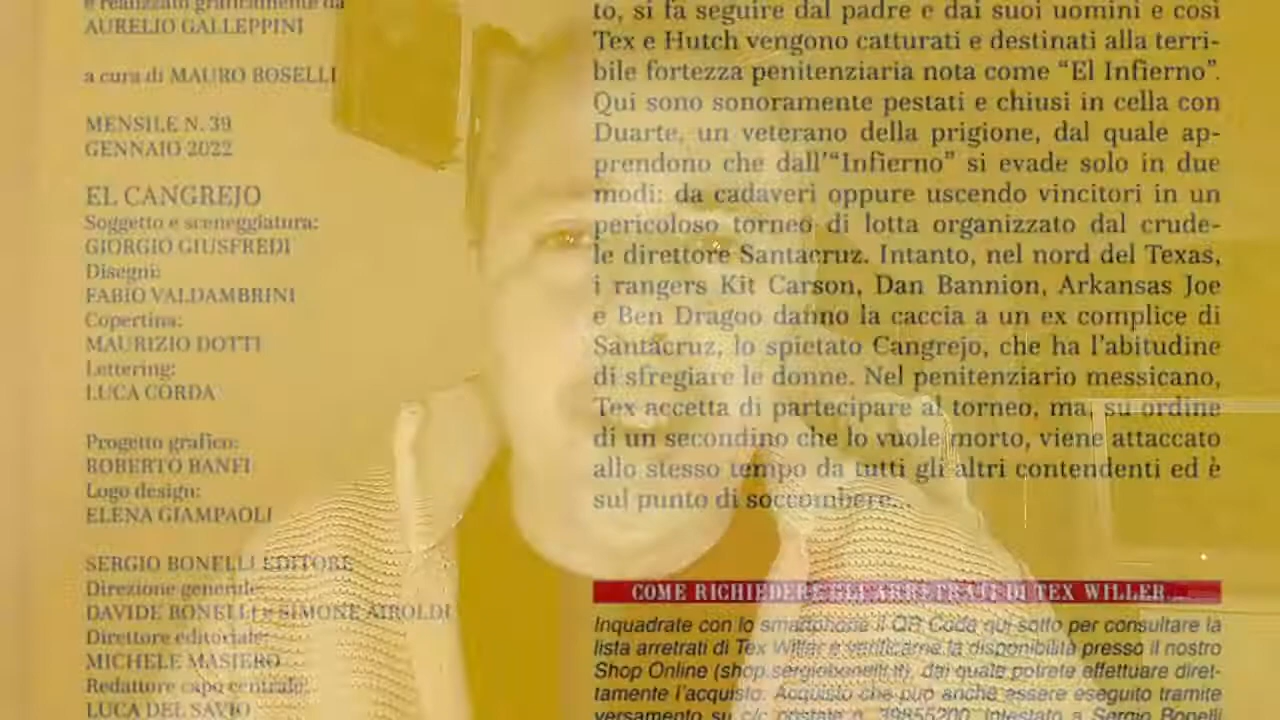 e realizzato graficamente da
AURELIO GALLEPPINI
a cura di MAURO BOSELLI
MENSILE N. 39
GENNAIO 2022
EL CANGREJO
Soggetto e sceneggiatura:
GIORGIO GIUSFREDI
Disegni:
FABIO VALDAMBRINI
Copertina:
MAURIZIO DOTTI
Lettering:
LUCA CORDA
Progetto grafico:
ROBERTO BANFI
Logo design:
ELENA GIAMPAOLI
SERGIO BONELLI EDITORE
Direzione generale:
DAVIDE BONELLI e SIMONE AIROLDI
Direttore editoriale:
MICHELE MASIERO
Redattore capo centrale:
LUCA DEL SAVIO
to, si fa seguire dal padre e dai suoi uomini e così
Tex e Hutch vengono catturati e destinati alla terri-
bile fortezza penitenziaria nota come “El Infierno”.
Qui sono sonoramente pestati e chiusi in cella con
Duarte, un veterano della prigione, dal quale ap-
prendono che dall’“Infierno” si evade solo in due
modi: da cadaveri oppure uscendo vincitori in un
pericoloso torneo di lotta organizzato dal crude-
le direttore Santacruz. Intanto, nel nord del Texas,
i rangers Kit Carson, Dan Bannion, Arkansas Joe
e Ben Dragoo danno la caccia a un ex complice di
Santacruz, lo spietato Cangrejo, che ha l’abitudine
di sfregiare le donne. Nel penitenziario messicano,
Tex accetta di partecipare al torneo, ma, su ordine
di un secondino che lo vuole morto, viene attaccato
allo stesso tempo da tutti gli altri contendenti ed è
sul punto di soccombere...
COME RICHIEDERE GLI ARRETRATI DI TEX WILLER...
Inquadrate con lo smartphone il QR Code qui sotto per consultare la
lista arretrati di Tex Willer e verificarne la disponibilità presso il nostro
Shop Online (shop.sergiobonelli.it), dal quale potrete effettuare diret-
tamente l’acquisto. Acquisto che può anche essere eseguito tramite
versamento su c/c postale n. 39855200, intestato a Sergio Bonelli